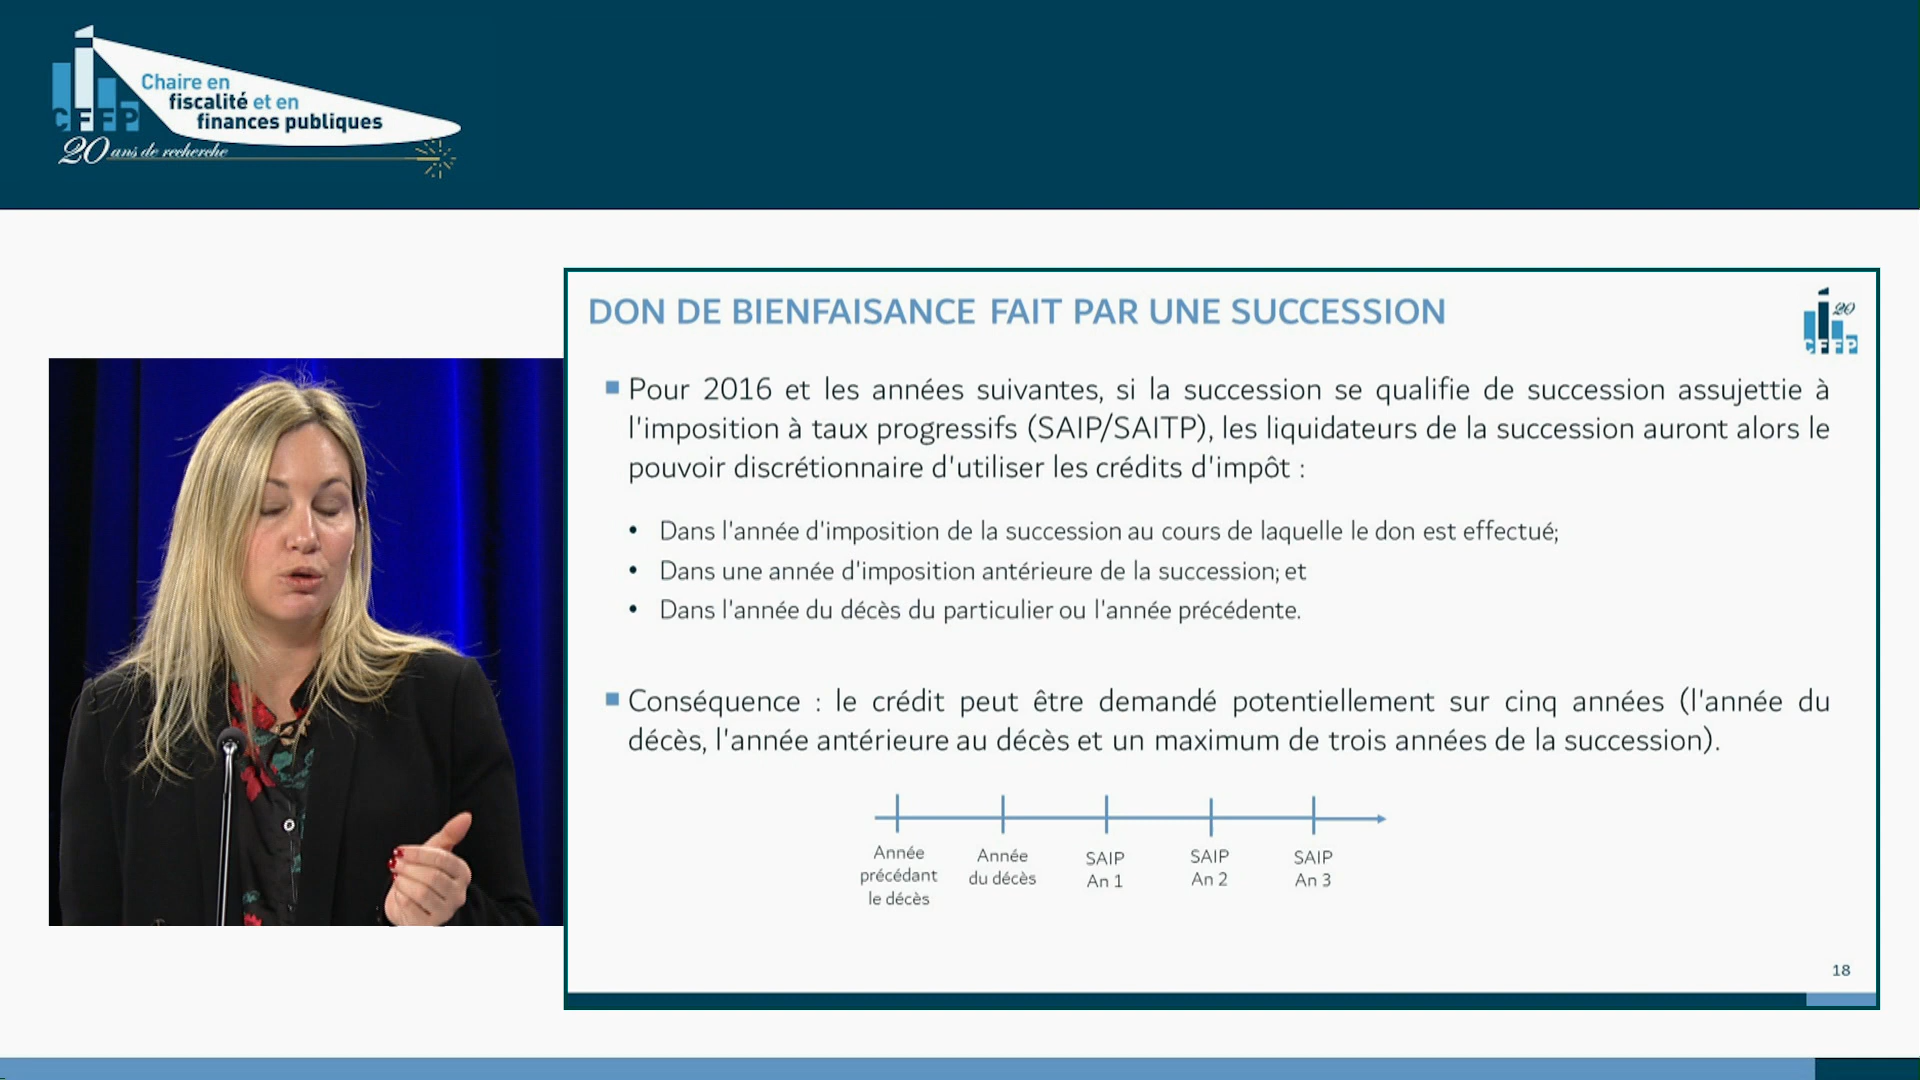 Chaire en
fiscalité et en
finances publiques
CFFP
20 ans de recherche
DON DE BIENFAISANCE FAIT PAR UNE SUCCESSION
20
CFFP
Pour 2016 et les années suivantes, si la succession se qualifie de succession assujettie à
l'imposition à taux progressifs (SAIP/SAITP), les liquidateurs de la succession auront alors le
pouvoir discrétionnaire d'utiliser les crédits d'impôt :
• Dans l'année d'imposition de la succession au cours de laquelle le don est effectué;
• Dans une année d'imposition antérieure de la succession; et
• Dans l'année du décès du particulier ou l'année précédente.
Conséquence : le crédit peut être demandé potentiellement sur cinq années (l'année du
décès, l'année antérieure au décès et un maximum de trois années de la succession).
Année
précédant
le décès
Année
du décès
SAIP
An 1
SAIP
An 2
SAIP
An 3
18